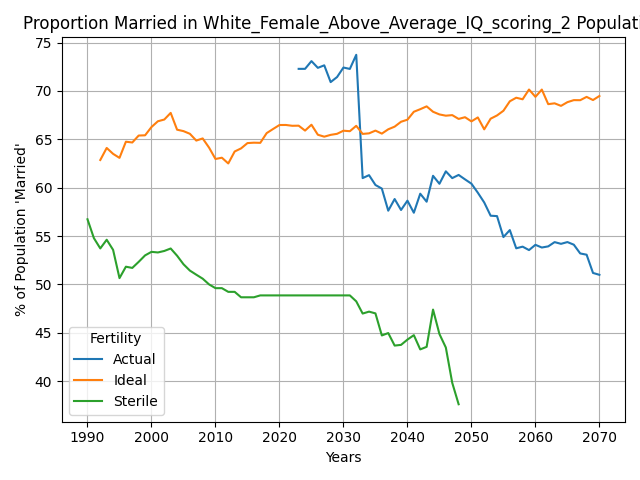 Proportion Married in White_Female_Above_Average_IQ_scoring_2 Populati
% of Population 'Married'
75
70
65
60
55
50
45
40
Fertility
Actual
Ideal
Sterile
1990 2000 2010 2020 2030 2040 2050 2060 2070
Years